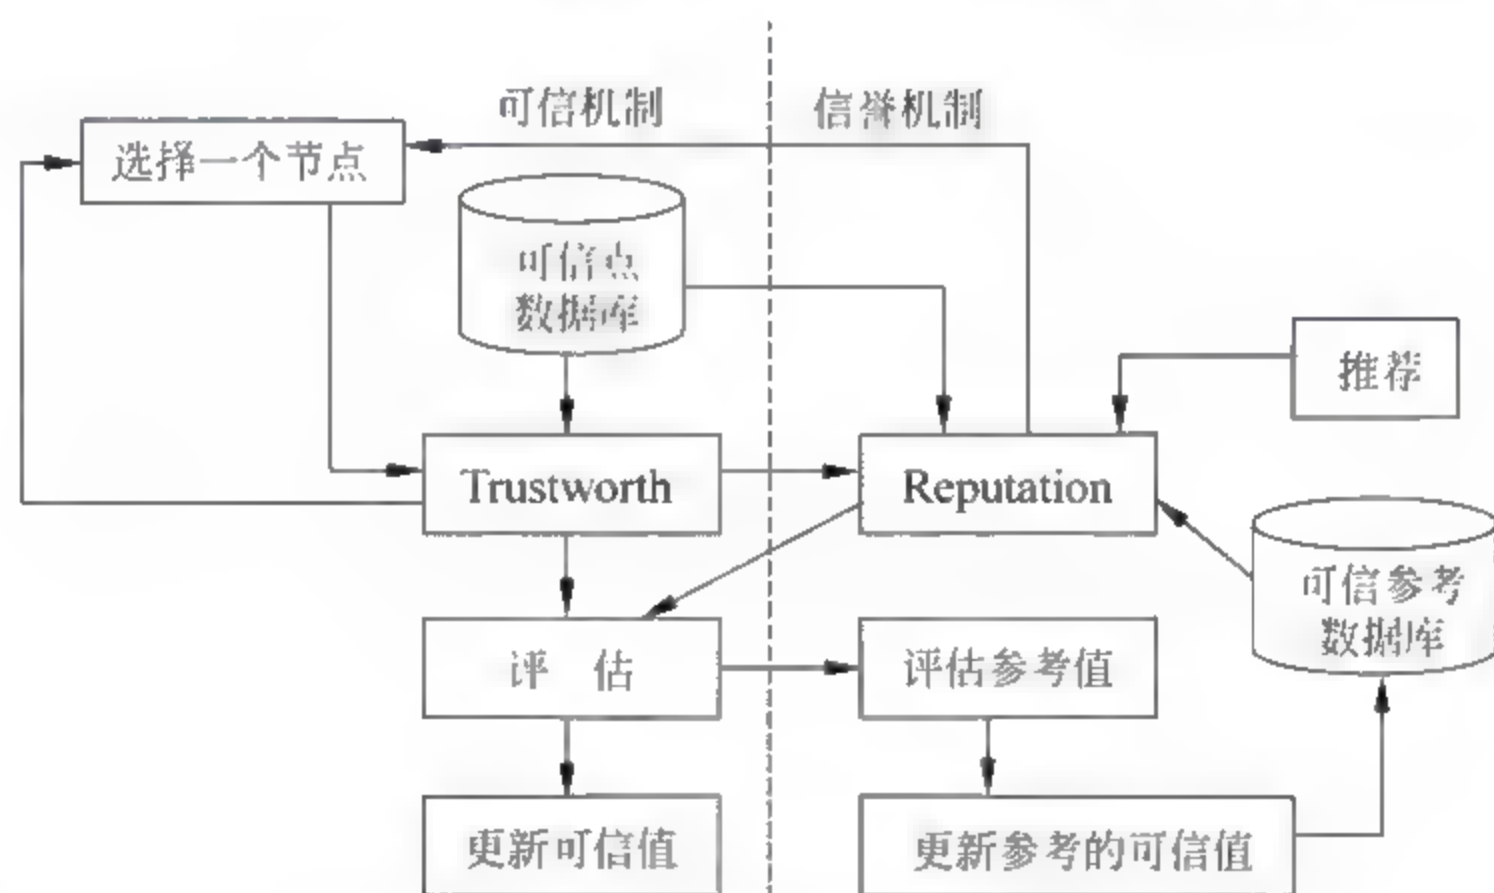 可信机制
信誉机制
选择一个节点
可信点
数据库
推荐
Trustworth
Reputation
可信参考
数据库
评 估
评估参考值
更新可信值
更新参考的可信值